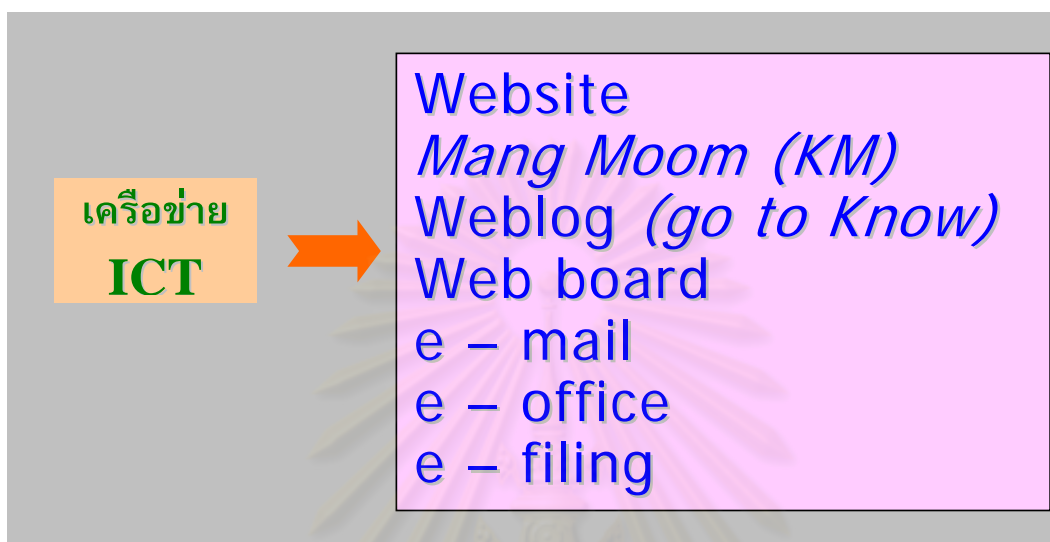 เครือข่าย
ICT
Website
Mang Moom (KM)
Weblog (go to Know)
Web board
e – mail
e – office
e – filing